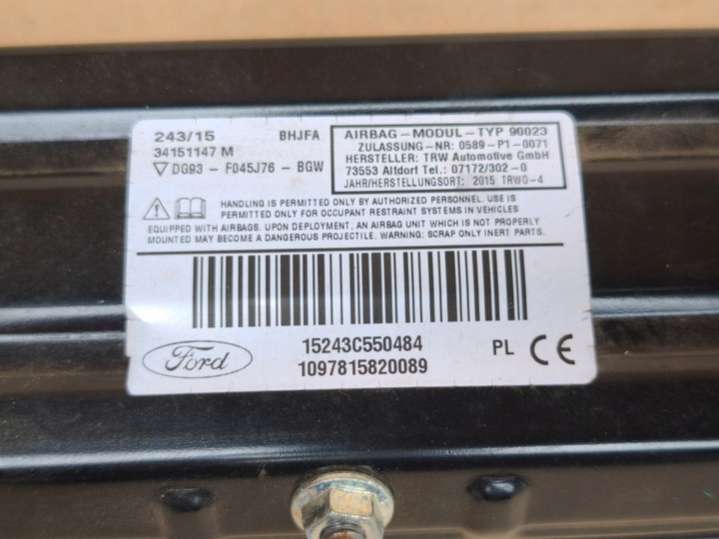 243/15 BHJFA
34151147 M
DG93 - F045J76 - BGW
AIRBAG-MODUL-TYP 90023
ZULASSUNG-NR: 0589-P1-0071
HERSTELLER: TRW Automotive GmbH
73553 Altdorf Tel.: 07172/302-0
JAHR/HERSTELLUNGSORT: 2015 TRWO-4
HANDLING IS PERMITTED ONLY BY AUTHORIZED PERSONNEL. USE IS
PERMITTED ONLY FOR OCCUPANT RESTRAINT SYSTEMS IN VEHICLES
EQUIPPED WITH AIRBAGS. UPON DEPLOYMENT, AN AIRBAG UNIT WHICH IS NOT PROPERLY
MOUNTED MAY BECOME A DANGEROUS PROJECTILE. WARNING: SCRAP ONLY INERT PARTS.
Ford
15243C550484
1097815820089
PL CE